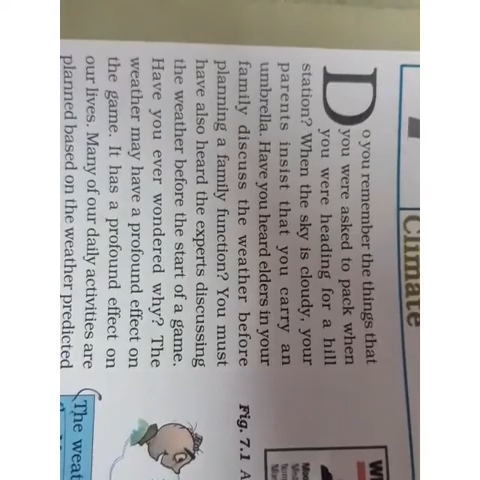 Climate
Do you remember the things that
you were asked to pack when
you were heading for a hill
station? When the sky is cloudy, your
parents insist that you carry an
umbrella. Have you heard elders in your
family discuss the weather before
planning a family function? You must
have also heard the experts discussing
the weather before the start of a game.
Have you ever wondered why? The
weather may have a profound effect on
the game. It has a profound effect on
our lives. Many of our daily activities are
planned based on the weather predicted
Fig. 7.1 A
The weat